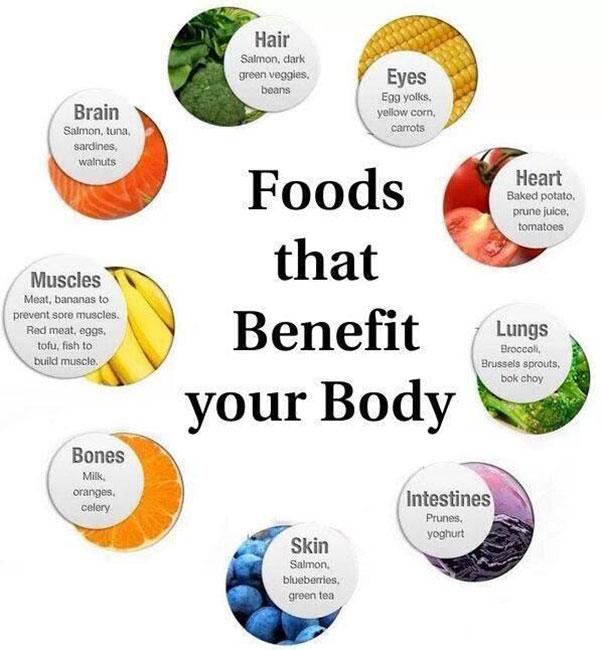 Foods
that
Benefit
your Body
Hair
Salmon, dark
green veggies,
beans
Eyes
Egg yolks,
yellow corn,
carrots
Heart
Baked potato,
prune juice,
tomatoes
Lungs
Broccoli,
Brussels sprouts,
bok choy
Intestines
Prunes,
yoghurt
Skin
Salmon,
blueberries,
green tea
Bones
Milk,
oranges,
celery
Muscles
Meat, bananas to
prevent sore muscles.
Red meat, eggs,
tofu, fish to
build muscle.
Brain
Salmon, tuna,
sardines,
walnuts